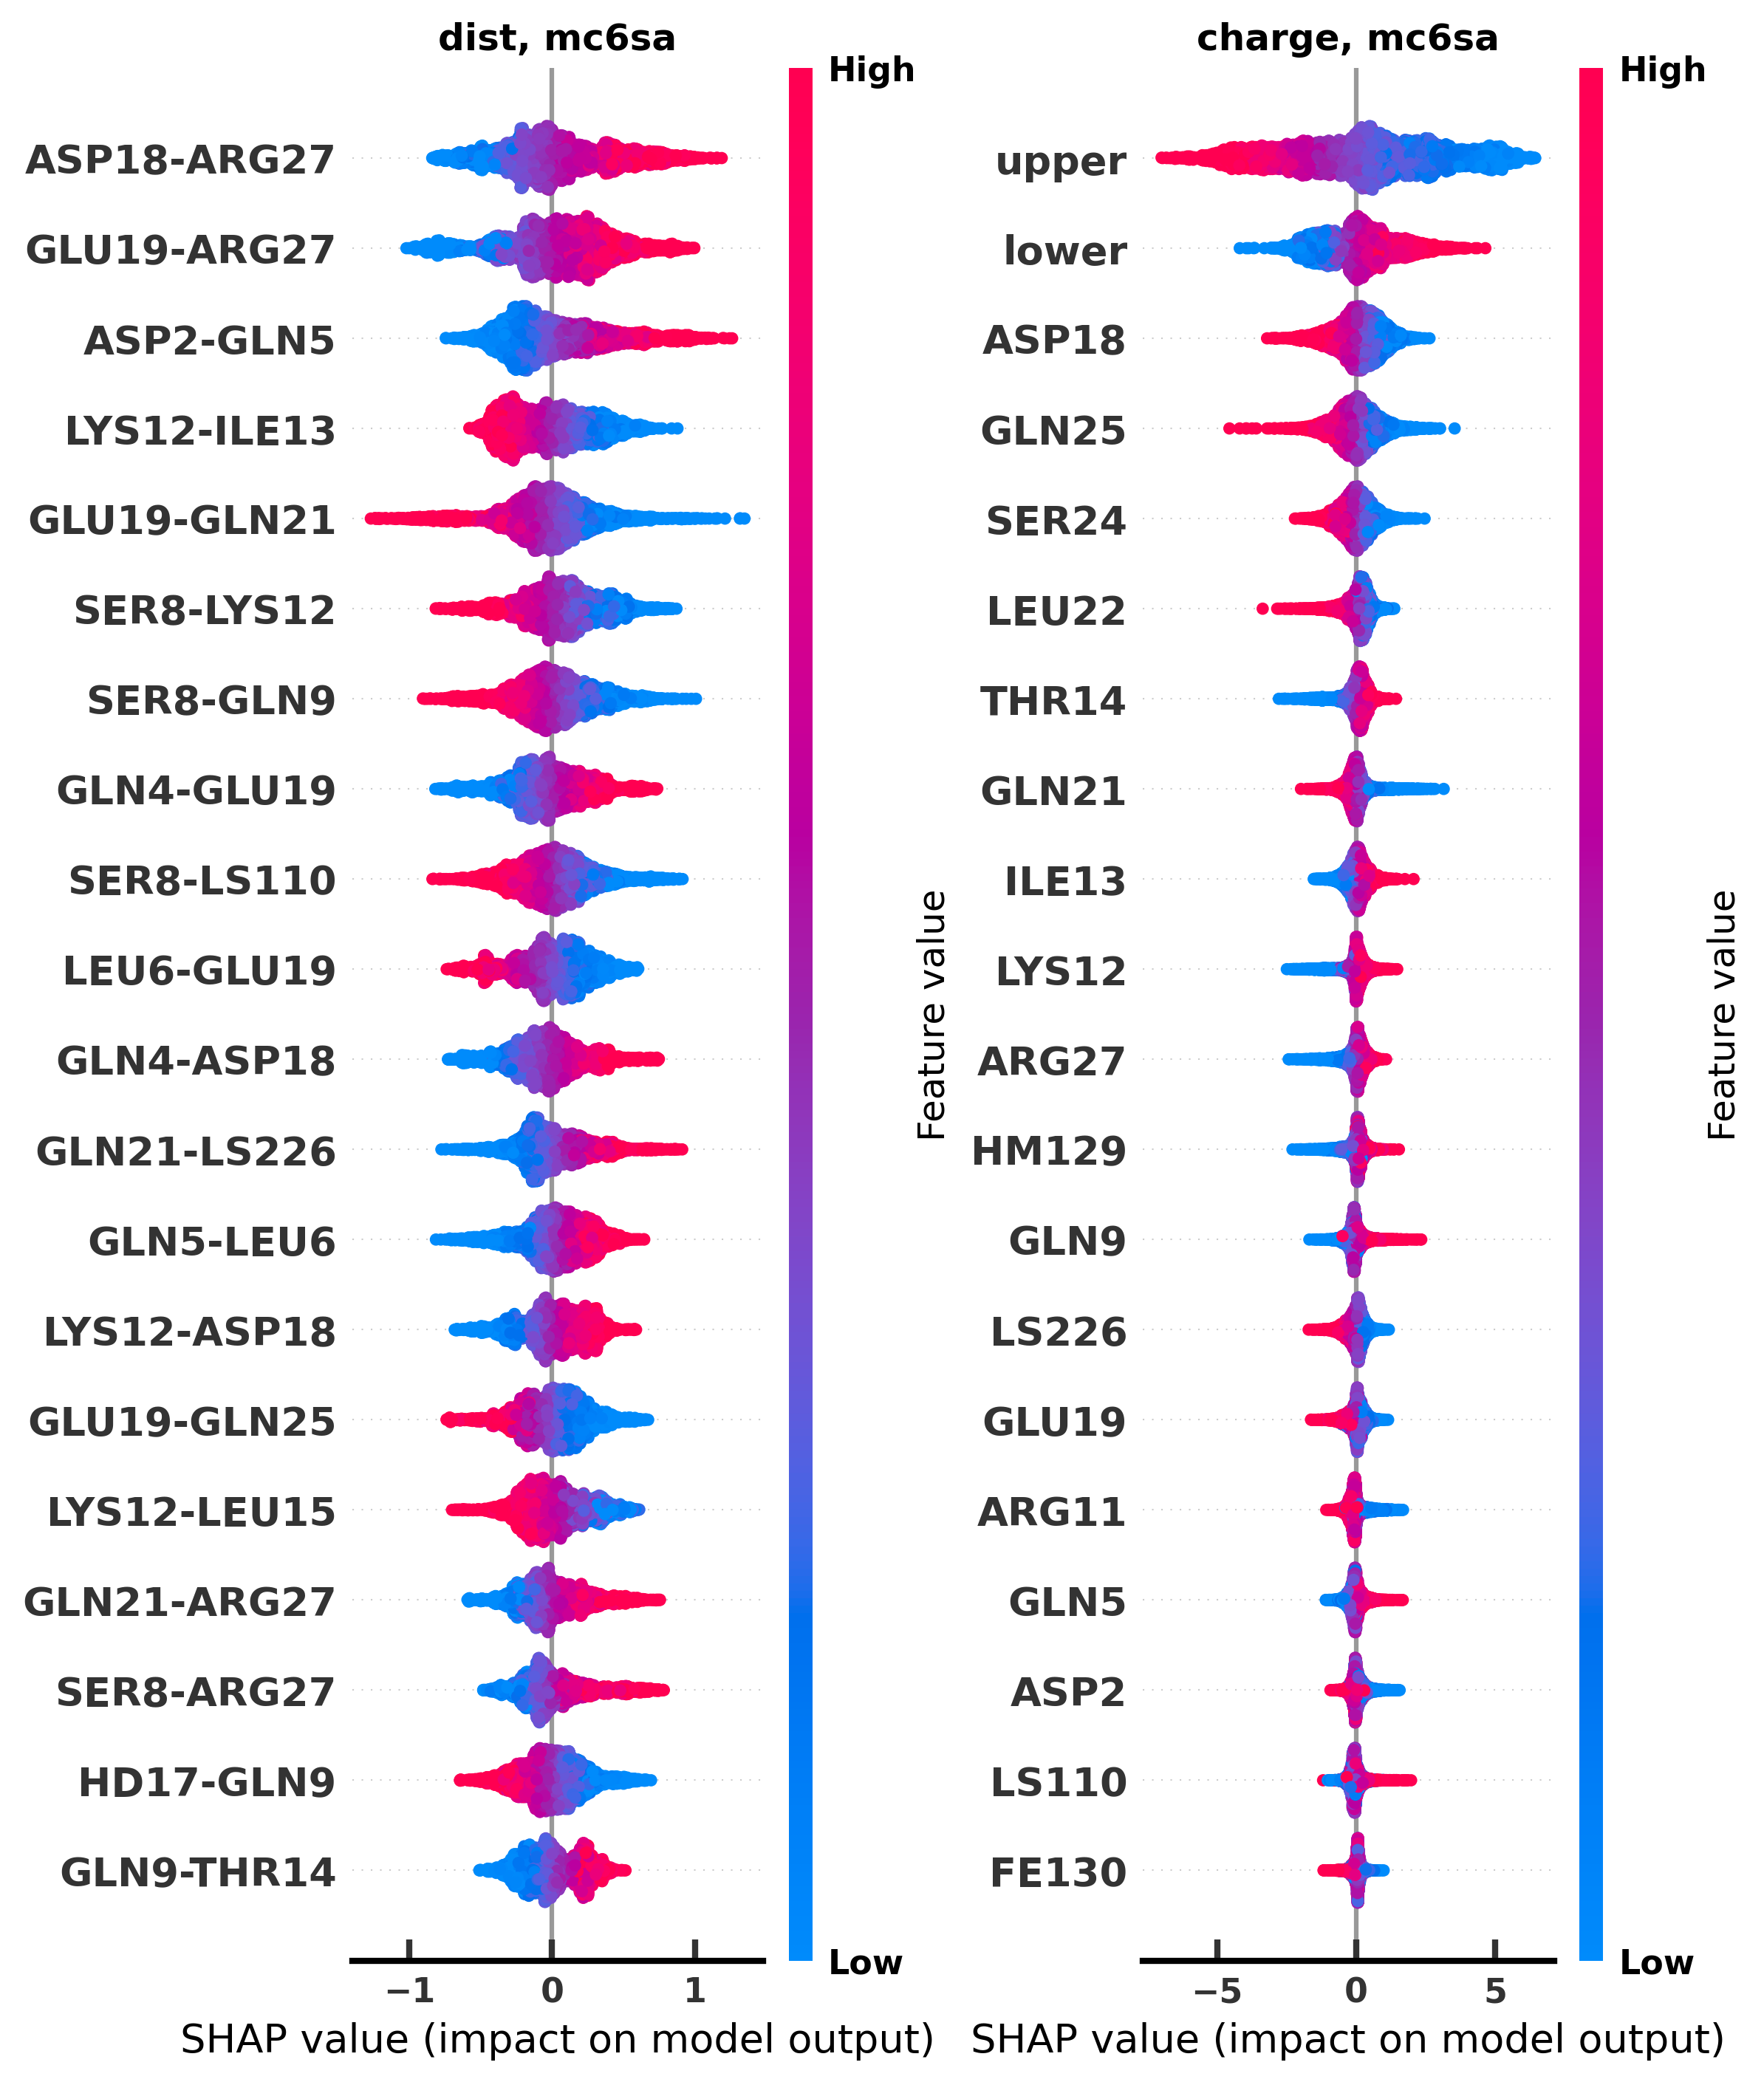 dist, mc6sa
High
ASP18-ARG27
GLU19-ARG27
ASP2-GLN5
LYS12-ILE13
GLU19-GLN21
SER8-LYS12
SER8-GLN9
GLN4-GLU19
SER8-LS110
LEU6-GLU19
GLN4-ASP18
GLN21-LS226
GLN5-LEU6
LYS12-ASP18
GLU19-GLN25
LYS12-LEU15
GLN21-ARG27
SER8-ARG27
HD17-GLN9
GLN9-THR14
Feature value
Low
−1 0 1
SHAP value (impact on model output)
charge, mc6sa
High
upper
lower
ASP18
GLN25
SER24
LEU22
THR14
GLN21
ILE13
LYS12
ARG27
HM129
GLN9
LS226
GLU19
ARG11
GLN5
ASP2
LS110
FE130
Feature value
Low
−5 0 5
SHAP value (impact on model output)